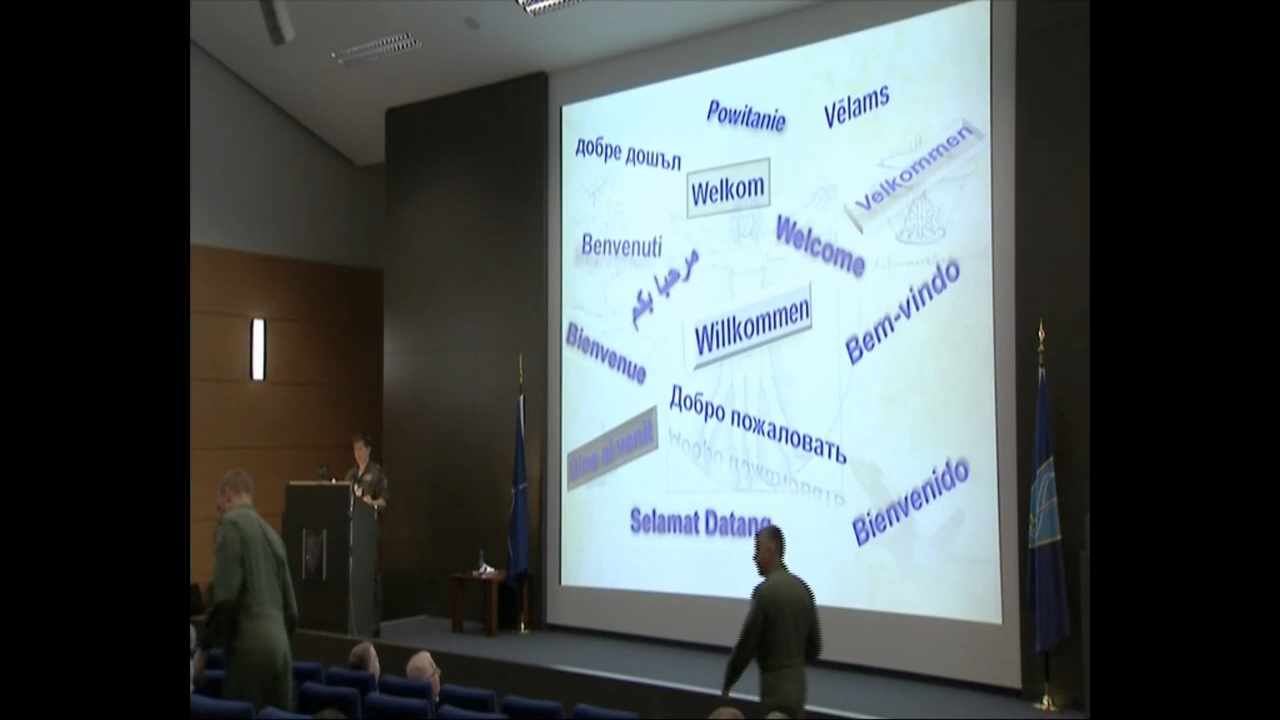 Powitanie
Vēlams
добре дошъл
Welkom
Velkommen
Benvenuti
مرحبا بكم
Welcome
Bienvenue
Willkommen
Bem-vindo
Добро пожаловать
Bine ai venit
Selamat Datang
Bienvenido